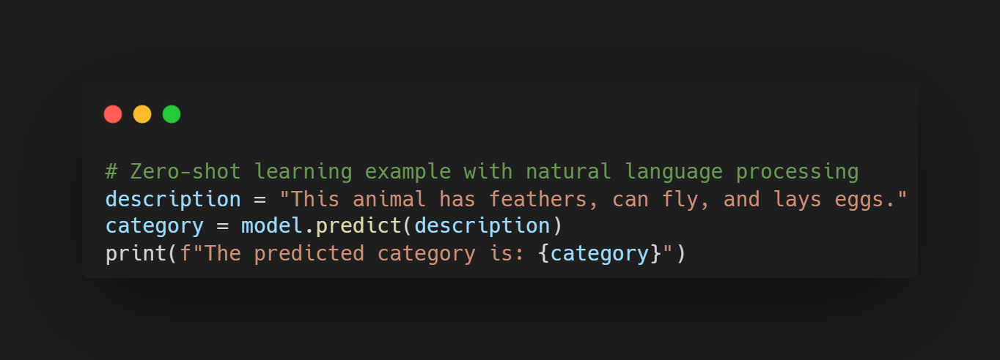 # Zero-shot learning example with natural language processing
description = "This animal has feathers, can fly, and lays eggs."
category = model.predict(description)
print(f"The predicted category is: {category}")